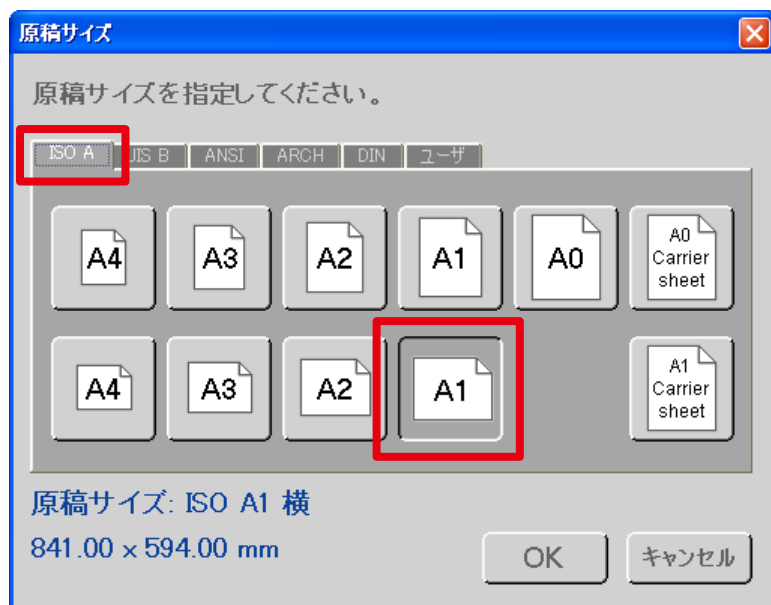 原稿サイズ
原稿サイズを指定してください。
ISO A JIS B ANSI ARCH DIN ユーザ
A4 A3 A2 A1 A0 A0 Carrier sheet
A4 A3 A2 A1 A1 Carrier sheet
原稿サイズ: ISO A1 横
841.00 x 594.00 mm
OK キャンセル